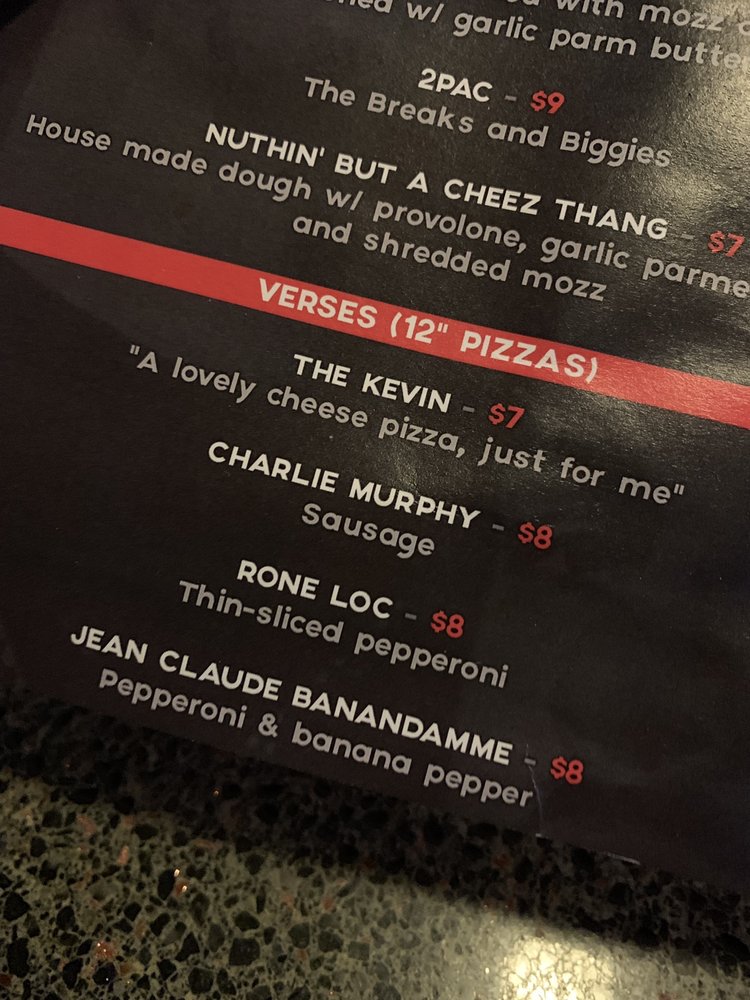 with mozz
w/ garlic parm butte
2PAC - $9
The Breaks and Biggies
NUTHIN' BUT A CHEEZ THANG - $7
House made dough w/ provolone, garlic parme
and shredded mozz
VERSES (12" PIZZAS)
THE KEVIN - $7
"A lovely cheese pizza, just for me"
CHARLIE MURPHY - $8
Sausage
RONE LOC - $8
Thin-sliced pepperoni
JEAN CLAUDE BANANDAMME - $8
Pepperoni & banana pepper